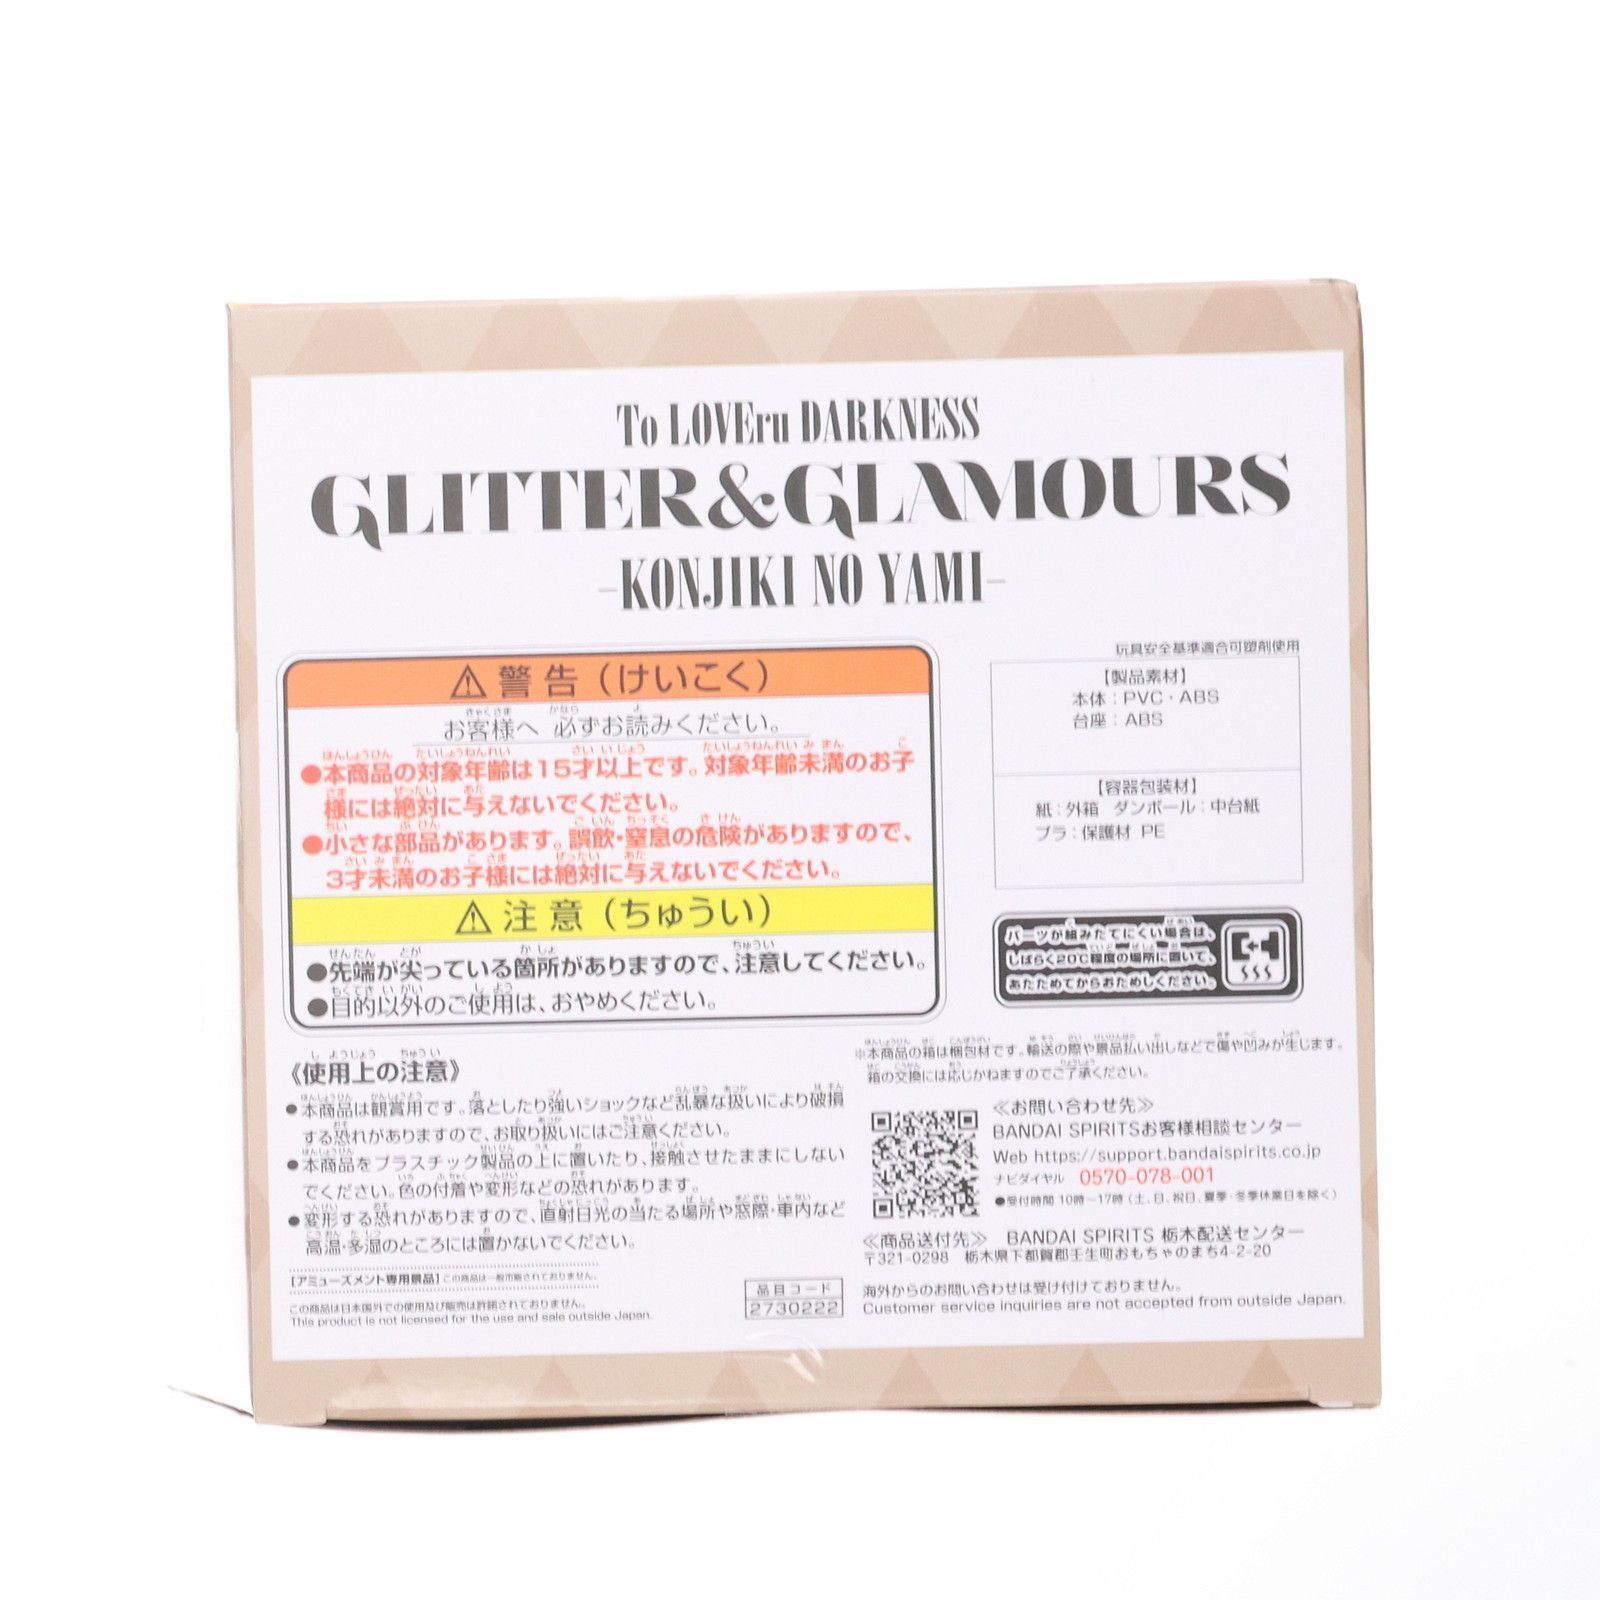 To LOVEru DARKNESS
GLITTER&GLAMOURS
-KONJIKI NO YAMI-
⚠ 警告（けいこく）
お客様へ 必ずお読みください。
●本商品の対象年齢は15才以上です。対象年齢未満のお子
様には絶対に与えないでください。
●小さな部品があります。誤飲・窒息の危険がありますので、
3才未満のお子様には絶対に与えないでください。
⚠ 注意（ちゅうい）
●先端が尖っている箇所がありますので、注意してください。
●目的以外のご使用は、おやめください。
玩具安全基準適合可塑剤使用
【製品素材】
本体：PVC・ABS
台座：ABS
【容器包装材】
紙：外箱 ダンボール：中台紙
プラ：保護材 PE
パーツが組みたてにくい場合は、
しばらく20℃程度の場所に置いて、
あたためてからおためしください。
《使用上の注意》
●本商品は観賞用です。落としたり強いショックなど乱暴な扱いにより破損
する恐れがありますので、お取り扱いにはご注意ください。
●本商品をプラスチック製品の上に置いたり、接触させたままにしない
でください。色の付着や変形などの恐れがあります。
●変形する恐れがありますので、直射日光の当たる場所や窓際・車内など
高温・多湿のところには置かないでください。
【アミューズメント専用景品】この商品は一般市販されておりません。
この商品は日本国外での使用及び販売は許諾されておりません。
This product is not licensed for the use and sale outside Japan.
品目コード
2730222
※本商品の箱は梱包材です。輸送の際や景品払い出しなどで傷や凹みが生じます。
箱の交換には応じかねますのでご了承ください。
≪お問い合わせ先≫
BANDAI SPIRITSお客様相談センター
Web https://support.bandaispirits.co.jp
ナビダイヤル 0570-078-001
●受付時間 10時〜17時（土、日、祝日、夏季・冬季休業日を除く）
≪商品送付先≫ BANDAI SPIRITS 栃木配送センター
〒321-0298 栃木県下都賀郡壬生町おもちゃのまち4-2-20
海外からのお問い合わせは受け付けておりません。
Customer service inquiries are not accepted from outside Japan.